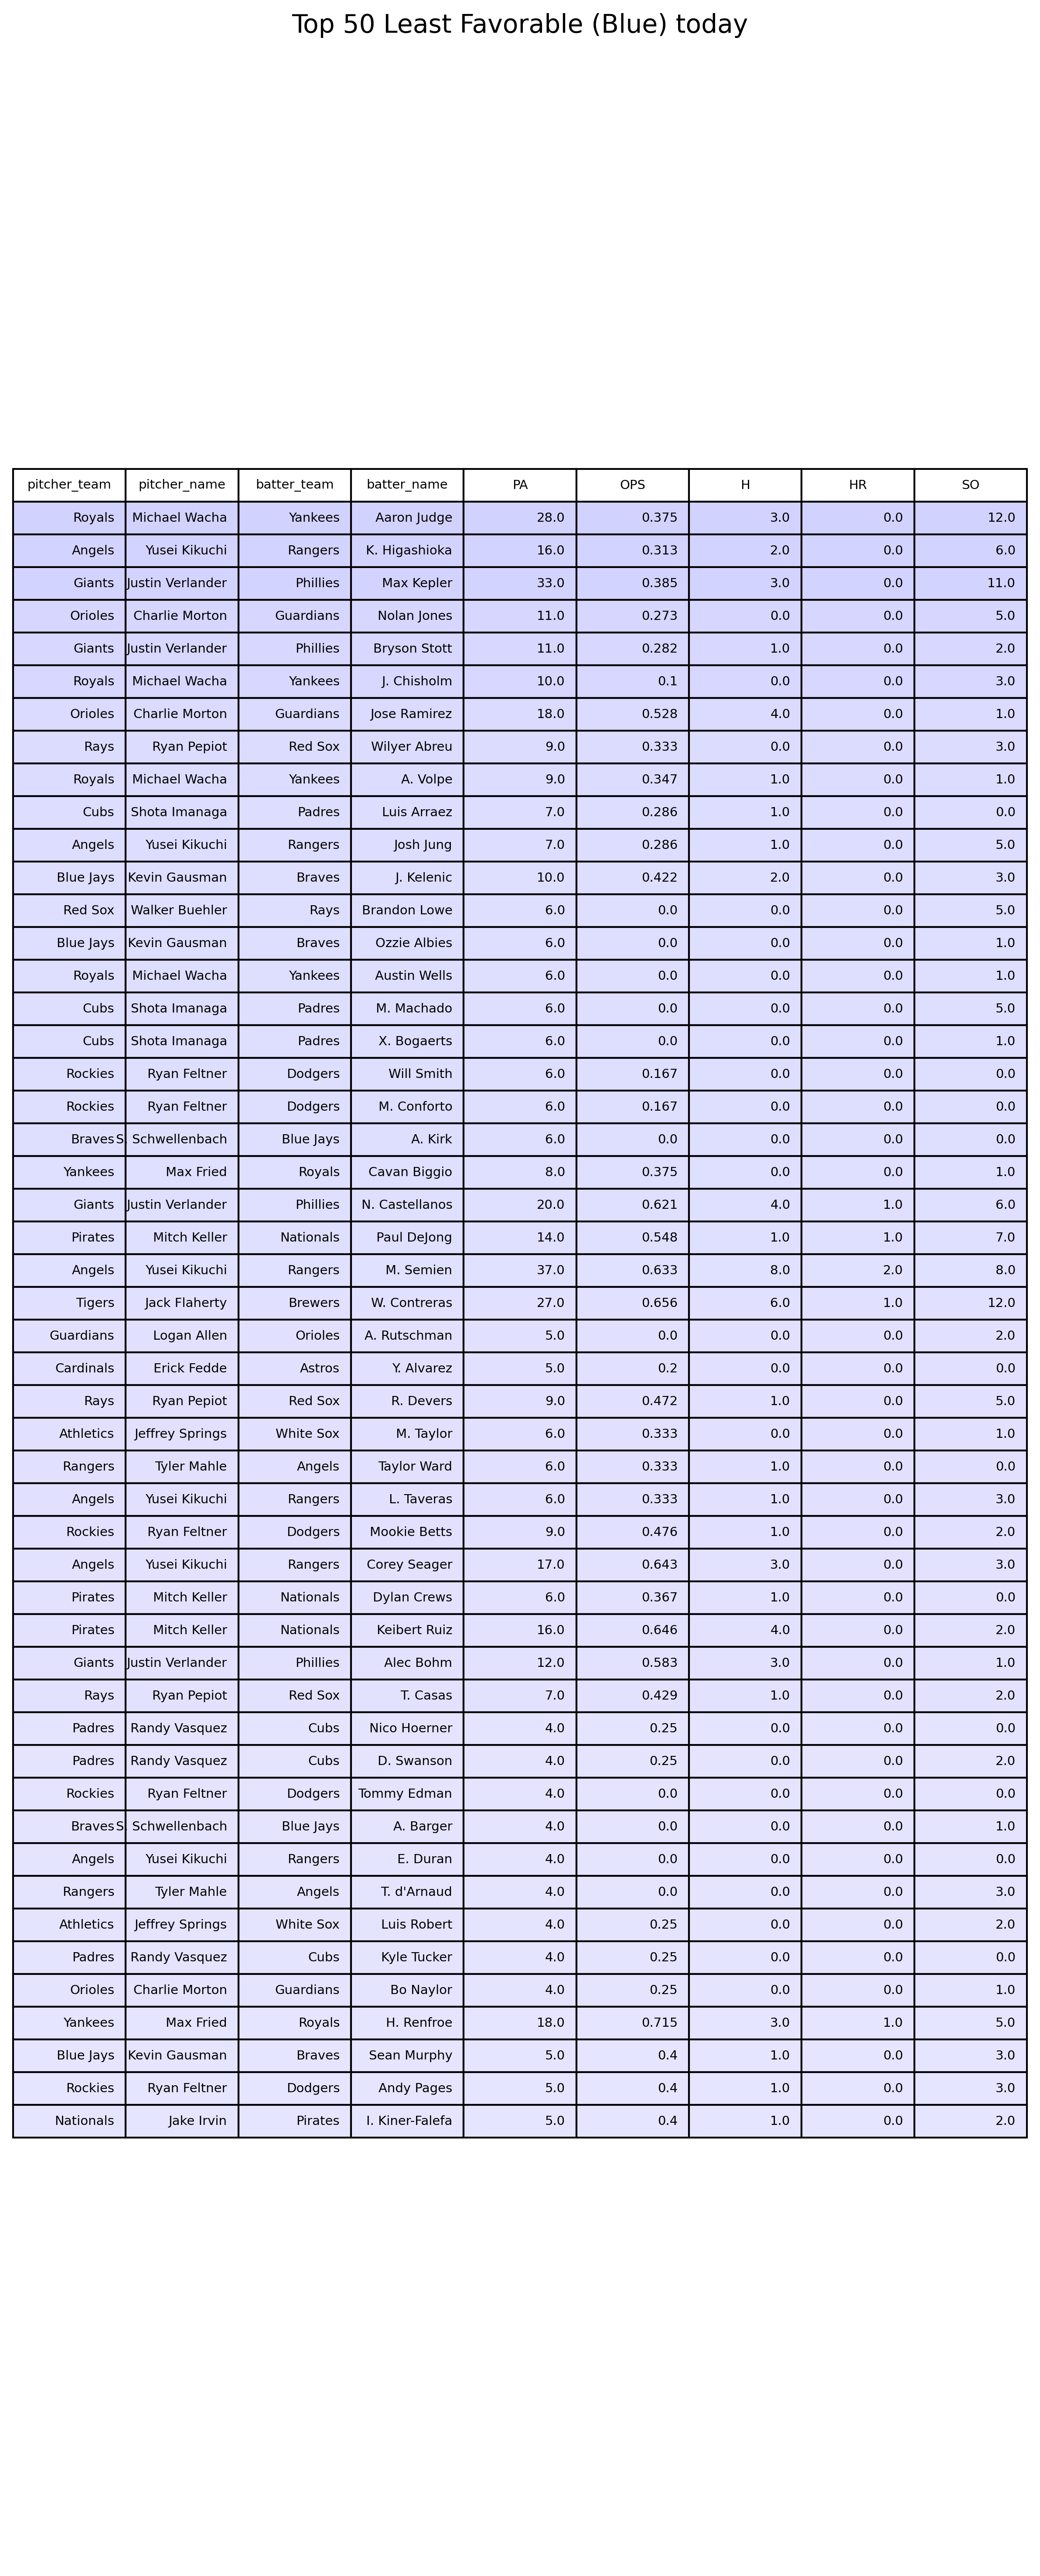 Top 50 Least Favorable (Blue) today
pitcher_team pitcher_name batter_team batter_name PA OPS H HR SO
Royals Michael Wacha Yankees Aaron Judge 28.0 0.375 3.0 0.0 12.0
Angels Yusei Kikuchi Rangers K. Higashioka 16.0 0.313 2.0 0.0 6.0
Giants Justin Verlander Phillies Max Kepler 33.0 0.385 3.0 0.0 11.0
Orioles Charlie Morton Guardians Nolan Jones 11.0 0.273 0.0 0.0 5.0
Giants Justin Verlander Phillies Bryson Stott 11.0 0.282 1.0 0.0 2.0
Royals Michael Wacha Yankees J. Chisholm 10.0 0.1 0.0 0.0 3.0
Orioles Charlie Morton Guardians Jose Ramirez 18.0 0.528 4.0 0.0 1.0
Rays Ryan Pepiot Red Sox Wilyer Abreu 9.0 0.333 0.0 0.0 3.0
Royals Michael Wacha Yankees A. Volpe 9.0 0.347 1.0 0.0 1.0
Cubs Shota Imanaga Padres Luis Arraez 7.0 0.286 1.0 0.0 0.0
Angels Yusei Kikuchi Rangers Josh Jung 7.0 0.286 1.0 0.0 5.0
Blue Jays Kevin Gausman Braves J. Kelenic 10.0 0.422 2.0 0.0 3.0
Red Sox Walker Buehler Rays Brandon Lowe 6.0 0.0 0.0 0.0 5.0
Blue Jays Kevin Gausman Braves Ozzie Albies 6.0 0.0 0.0 0.0 1.0
Royals Michael Wacha Yankees Austin Wells 6.0 0.0 0.0 0.0 1.0
Cubs Shota Imanaga Padres M. Machado 6.0 0.0 0.0 0.0 5.0
Cubs Shota Imanaga Padres X. Bogaerts 6.0 0.0 0.0 0.0 1.0
Rockies Ryan Feltner Dodgers Will Smith 6.0 0.167 0.0 0.0 0.0
Rockies Ryan Feltner Dodgers M. Conforto 6.0 0.167 0.0 0.0 0.0
Braves S. Schwellenbach Blue Jays A. Kirk 6.0 0.0 0.0 0.0 0.0
Yankees Max Fried Royals Cavan Biggio 8.0 0.375 0.0 0.0 1.0
Giants Justin Verlander Phillies N. Castellanos 20.0 0.621 4.0 1.0 6.0
Pirates Mitch Keller Nationals Paul DeJong 14.0 0.548 1.0 1.0 7.0
Angels Yusei Kikuchi Rangers M. Semien 37.0 0.633 8.0 2.0 8.0
Tigers Jack Flaherty Brewers W. Contreras 27.0 0.656 6.0 1.0 12.0
Guardians Logan Allen Orioles A. Rutschman 5.0 0.0 0.0 0.0 2.0
Cardinals Erick Fedde Astros Y. Alvarez 5.0 0.2 0.0 0.0 0.0
Rays Ryan Pepiot Red Sox R. Devers 9.0 0.472 1.0 0.0 5.0
Athletics Jeffrey Springs White Sox M. Taylor 6.0 0.333 0.0 0.0 1.0
Rangers Tyler Mahle Angels Taylor Ward 6.0 0.333 1.0 0.0 0.0
Angels Yusei Kikuchi Rangers L. Taveras 6.0 0.333 1.0 0.0 3.0
Rockies Ryan Feltner Dodgers Mookie Betts 9.0 0.476 1.0 0.0 2.0
Angels Yusei Kikuchi Rangers Corey Seager 17.0 0.643 3.0 0.0 3.0
Pirates Mitch Keller Nationals Dylan Crews 6.0 0.367 1.0 0.0 0.0
Pirates Mitch Keller Nationals Keibert Ruiz 16.0 0.646 4.0 0.0 2.0
Giants Justin Verlander Phillies Alec Bohm 12.0 0.583 3.0 0.0 1.0
Rays Ryan Pepiot Red Sox T. Casas 7.0 0.429 1.0 0.0 2.0
Padres Randy Vasquez Cubs Nico Hoerner 4.0 0.25 0.0 0.0 0.0
Padres Randy Vasquez Cubs D. Swanson 4.0 0.25 0.0 0.0 2.0
Rockies Ryan Feltner Dodgers Tommy Edman 4.0 0.0 0.0 0.0 0.0
Braves S. Schwellenbach Blue Jays A. Barger 4.0 0.0 0.0 0.0 1.0
Angels Yusei Kikuchi Rangers E. Duran 4.0 0.0 0.0 0.0 0.0
Rangers Tyler Mahle Angels T. d'Arnaud 4.0 0.0 0.0 0.0 3.0
Athletics Jeffrey Springs White Sox Luis Robert 4.0 0.25 0.0 0.0 2.0
Padres Randy Vasquez Cubs Kyle Tucker 4.0 0.25 0.0 0.0 0.0
Orioles Charlie Morton Guardians Bo Naylor 4.0 0.25 0.0 0.0 1.0
Yankees Max Fried Royals H. Renfroe 18.0 0.715 3.0 1.0 5.0
Blue Jays Kevin Gausman Braves Sean Murphy 5.0 0.4 1.0 0.0 3.0
Rockies Ryan Feltner Dodgers Andy Pages 5.0 0.4 1.0 0.0 3.0
Nationals Jake Irvin Pirates I. Kiner-Falefa 5.0 0.4 1.0 0.0 2.0